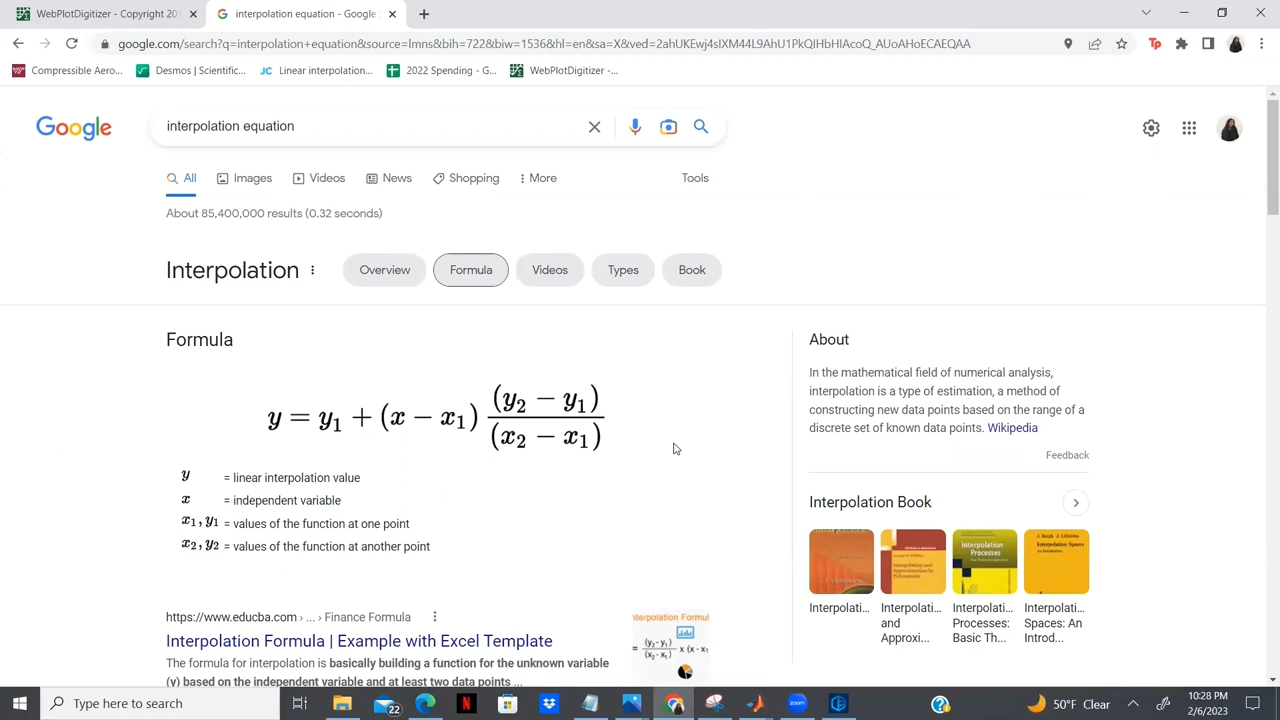 WebPlotDigitizer - Copyright 201
interpolation equation - Google
google.com/search?q=interpolation+equation&source=lmns&bih=722&biw=1536&hl=en&sa=X&ved=2ahUKEwj4slXM44L9AhU1PkQIHbHIAcoQ_AUoAHoECAEQAA
Compressible Aero...
Desmos | Scientific...
JC Linear interpolation...
2022 Spending - G...
WebPlotDigitizer -...
Google
interpolation equation
All
Images
Videos
News
Shopping
More
Tools
About 85,400,000 results (0.32 seconds)
Interpolation
Overview
Formula
Videos
Types
Book
Formula
y = y₁ + (x − x₁) (y₂ − y₁) / (x₂ − x₁)
y = linear interpolation value
x = independent variable
x₁, y₁ = values of the function at one point
x₂, y₂ = values of the function at another point
https://www.educba.com › ... › Finance Formula
Interpolation Formula | Example with Excel Template
The formula for interpolation is basically building a function for the unknown variable
(y) based on the independent variable and at least two data points ...
About
In the mathematical field of numerical analysis,
interpolation is a type of estimation, a method of
constructing new data points based on the range of a
discrete set of known data points. Wikipedia
Feedback
Interpolation Book
Interpolati...
Interpolati...
and
Approxi...
Interpolati...
Processes:
Basic Th...
Interpolati...
Spaces: An
Introd...
Type here to search
22
50°F Clear
10:28 PM
2/6/2023